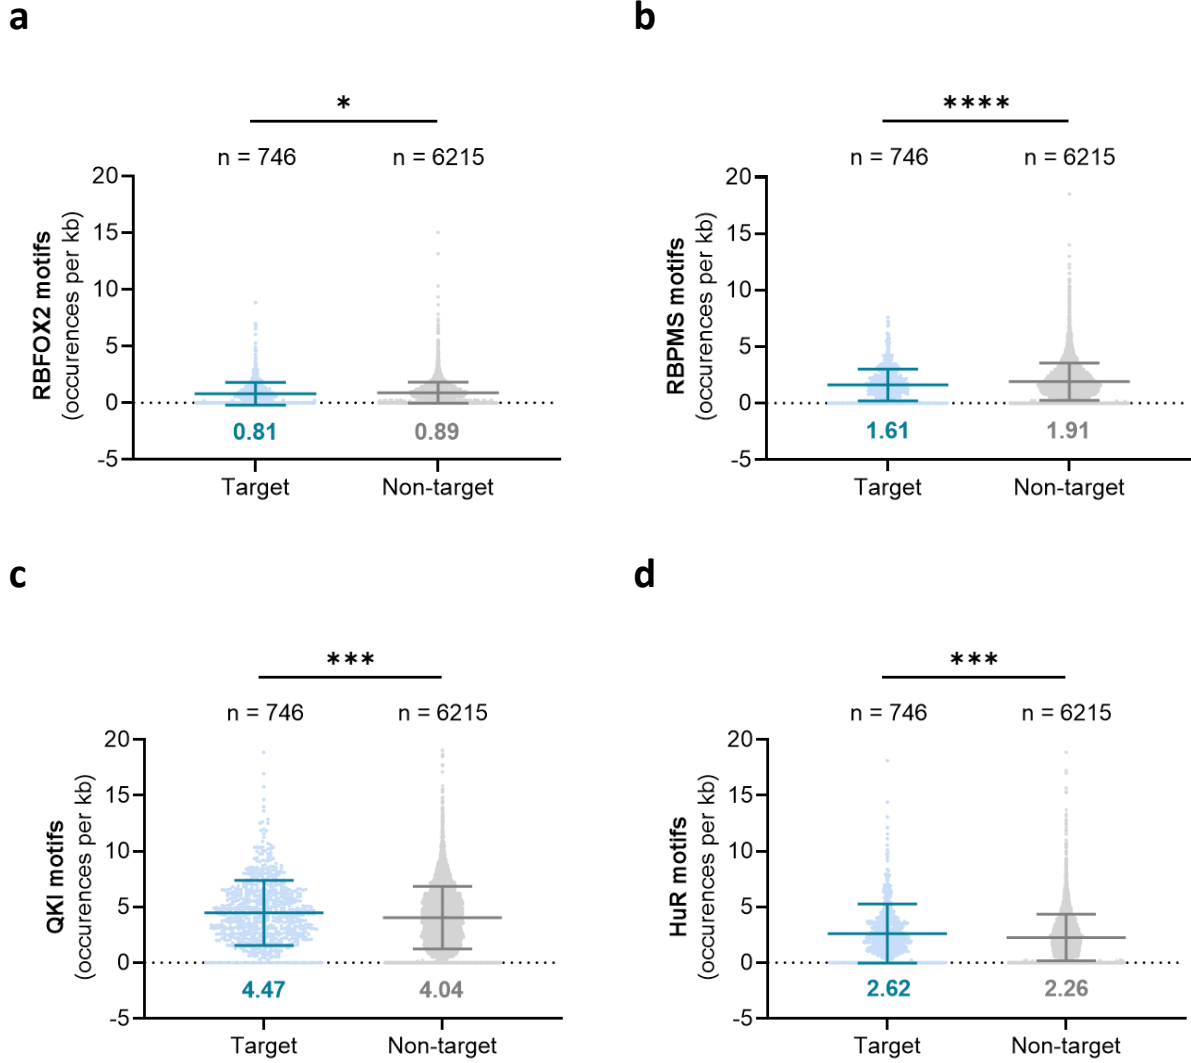 a
*
n = 746
n = 6215
RBFOX2 motifs
(occurences per kb)
20
15
10
5
0
-5
0.81
0.89
Target
Non-target
b
****
n = 746
n = 6215
RBPMS motifs
(occurences per kb)
20
15
10
5
0
-5
1.61
1.91
Target
Non-target
c
***
n = 746
n = 6215
QKI motifs
(occurences per kb)
20
15
10
5
0
-5
4.47
4.04
Target
Non-target
d
***
n = 746
n = 6215
HuR motifs
(occurences per kb)
20
15
10
5
0
-5
2.62
2.26
Target
Non-target